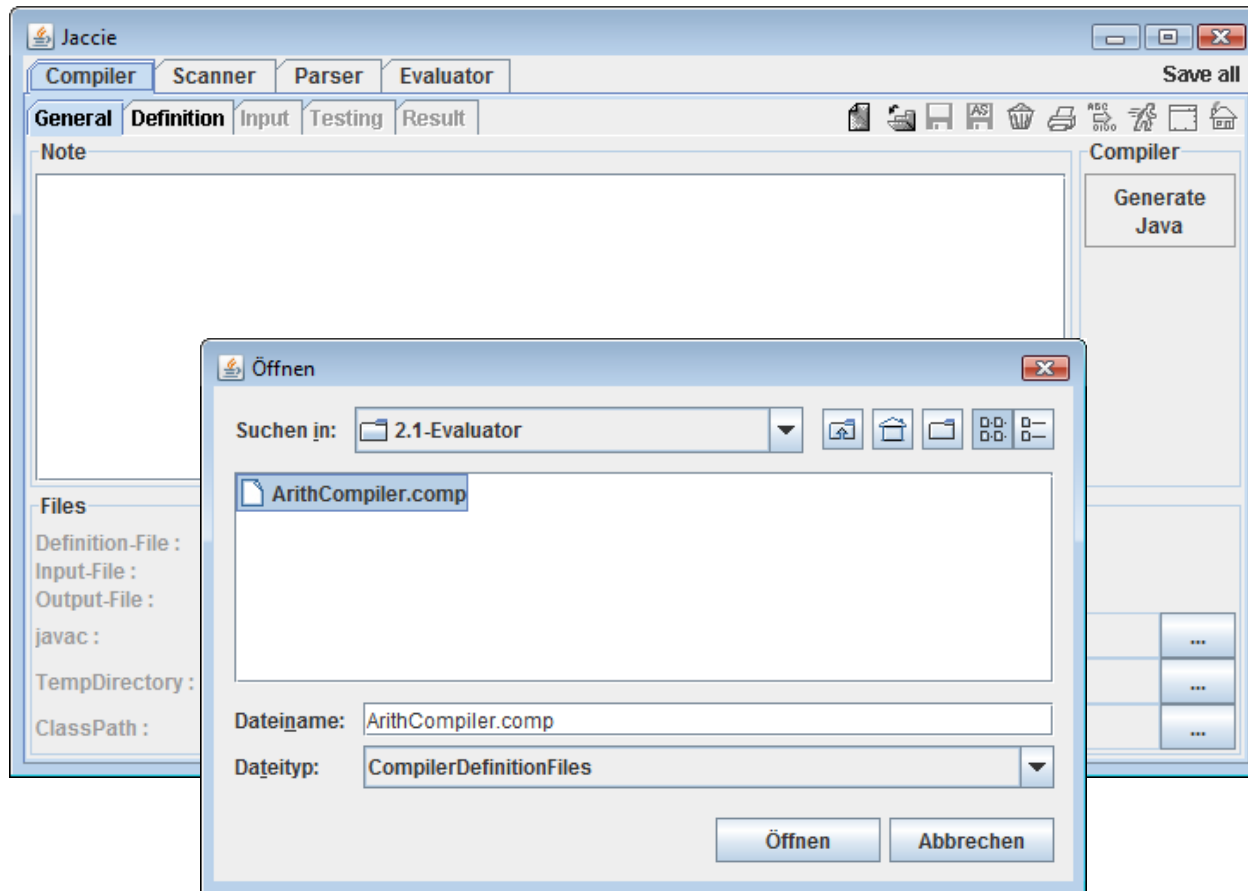 Jaccie
Compiler Scanner Parser Evaluator Save all
General Definition Input Testing Result AS
Note Compiler
Generate
Java
Öffnen
Suchen in: 2.1-Evaluator
ArithCompiler.comp
Files
Definition-File :
Input-File :
Output-File :
javac : ...
TempDirectory : ...
Dateiname: ArithCompiler.comp
ClassPath : ...
Dateityp: CompilerDefinitionFiles
Öffnen Abbrechen